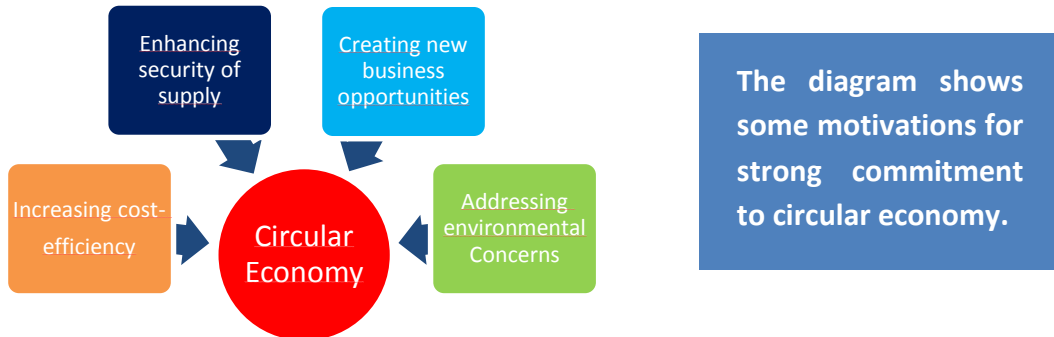 Enhancing
security of
supply
Creating new
business
opportunities
Increasing cost-
efficiency
Circular
Economy
Addressing
environmental
Concerns
The diagram shows
some motivations for
strong commitment
to circular economy.